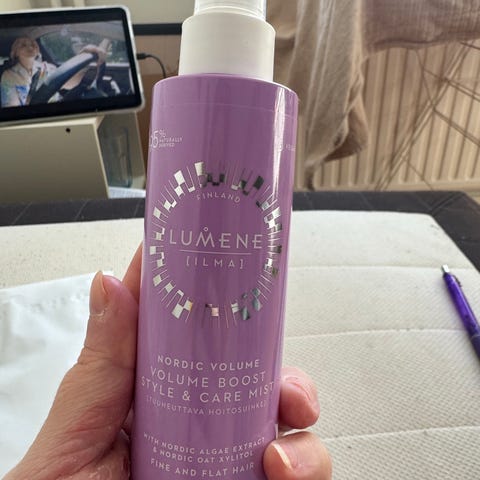 NATURALLY
DERIVED
FINLAND
LUMENE
[ILMA]
NORDIC VOLUME
VOLUME BOOST
STYLE & CARE MIST
[TUUHEUTTAVA HOITOSUIHKE]
WITH NORDIC ALGAE EXTRACT
& NORDIC OAT XYLITOL
FINE AND FLAT HAIR